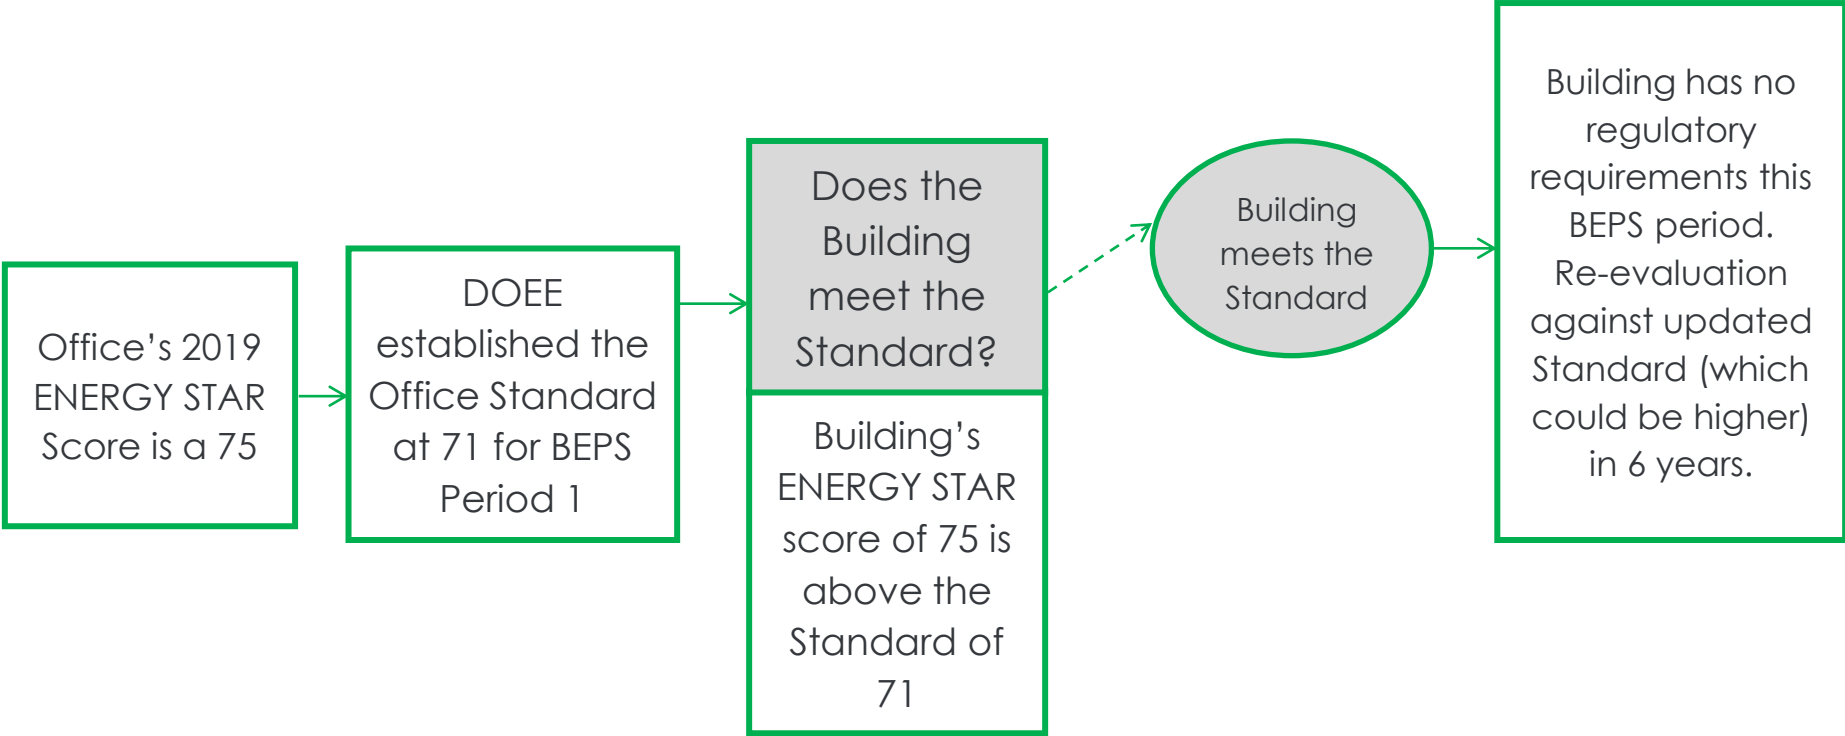 Office’s 2019
ENERGY STAR
Score is a 75
DOEE
established the
Office Standard
at 71 for BEPS
Period 1
Does the
Building
meet the
Standard?
Building’s
ENERGY STAR
score of 75 is
above the
Standard of
71
Building
meets the
Standard
Building has no
regulatory
requirements this
BEPS period.
Re-evaluation
against updated
Standard (which
could be higher)
in 6 years.